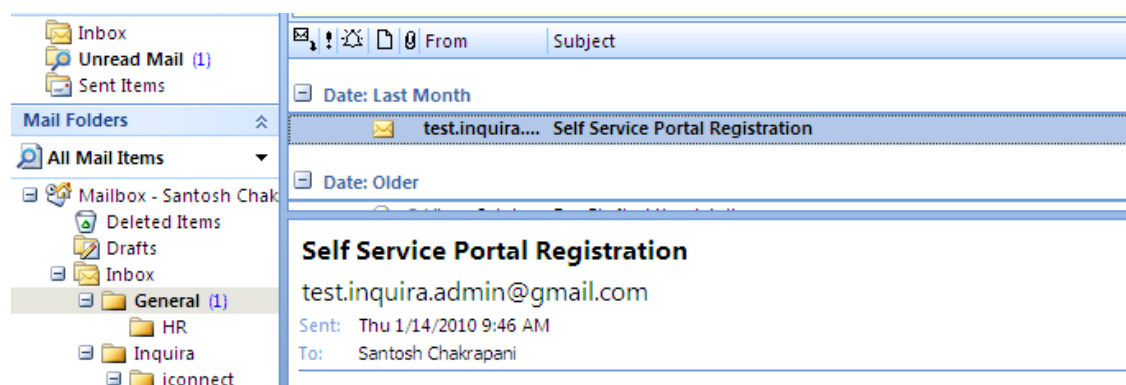 Inbox
Unread Mail (1)
Sent Items
Mail Folders
All Mail Items
Mailbox - Santosh Chak
Deleted Items
Drafts
Inbox
General (1)
HR
Inquira
iconnect
From Subject
Date: Last Month
test.inquira.... Self Service Portal Registration
Date: Older
Self Service Portal Registration
test.inquira.admin@gmail.com
Sent: Thu 1/14/2010 9:46 AM
To: Santosh Chakrapani